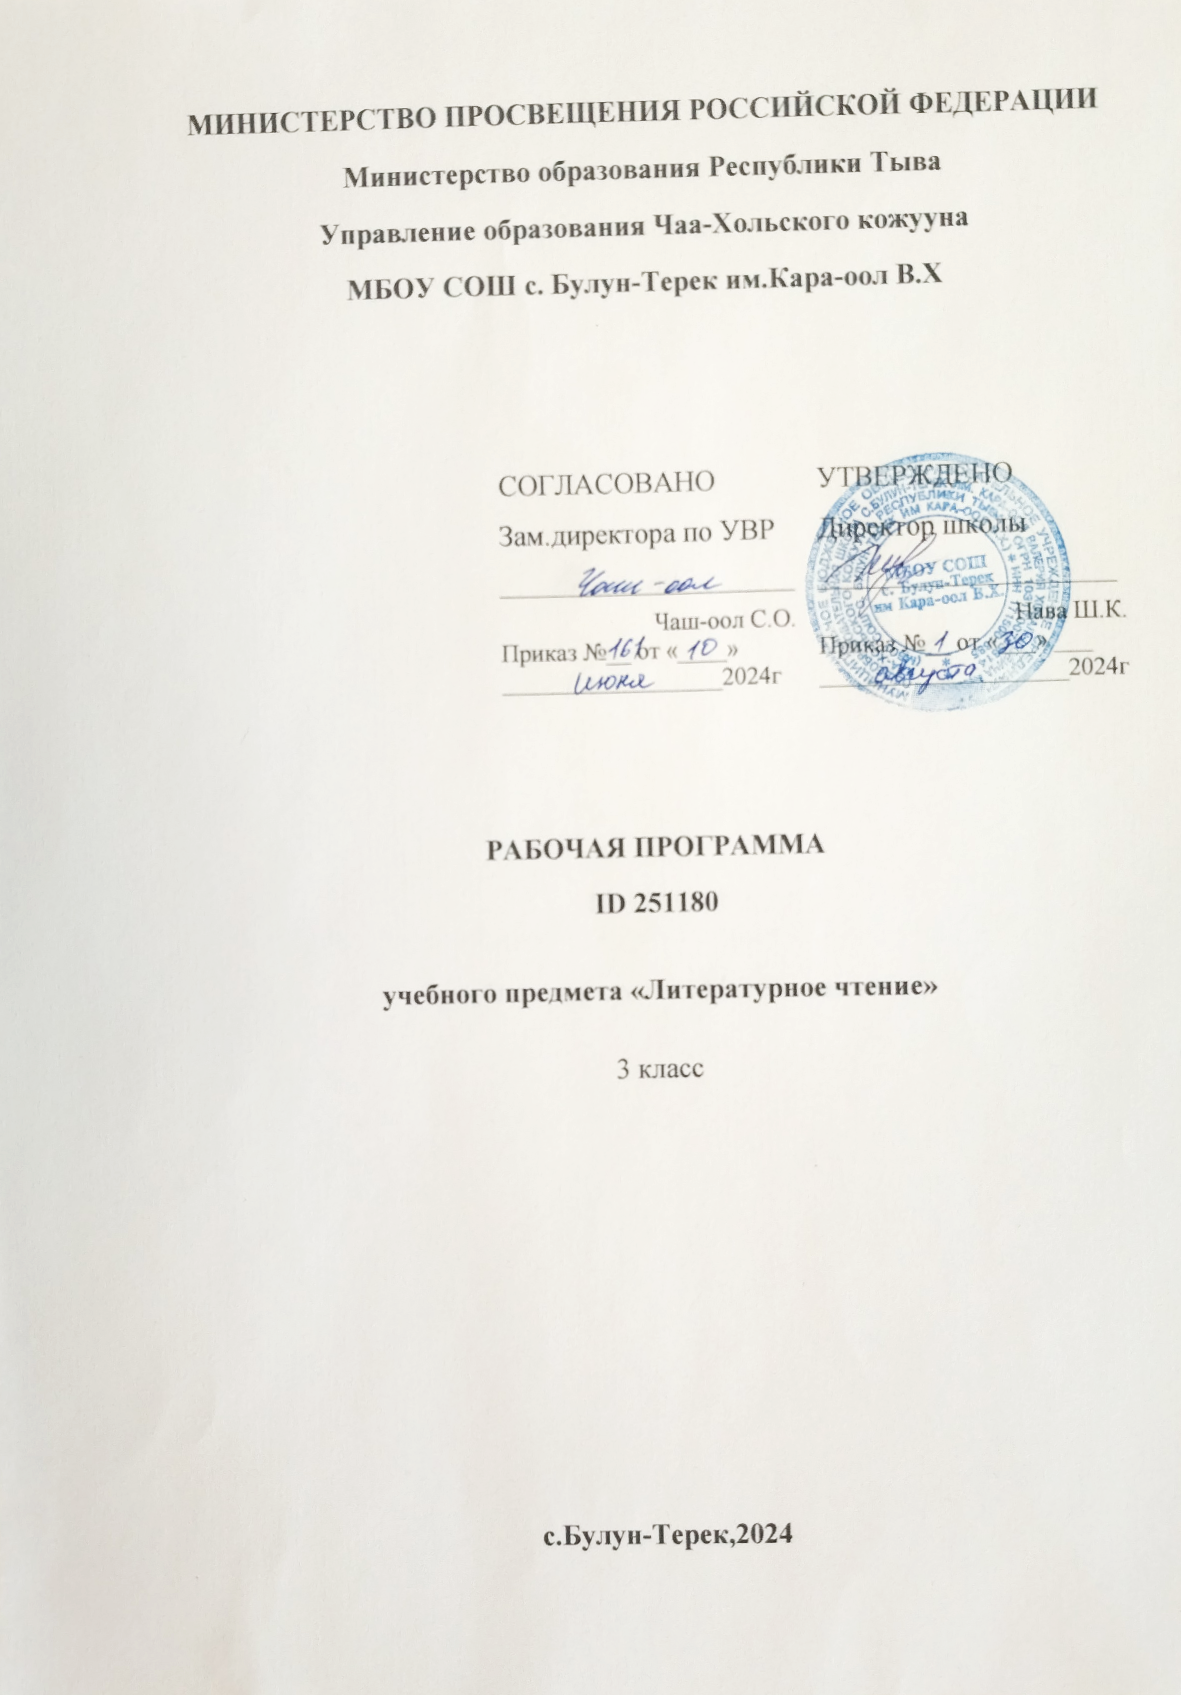 МИНИСТЕРСТВО ПРОСВЕЩЕНИЯ РОССИЙСКОЙ ФЕДЕРАЦИИ
Министерство образования Республики Тыва
Управление образования Чаа-Хольского кожууна
МБОУ СОШ с. Булун-Терек им.Кара-оол В.Х
СОГЛАСОВАНО
Зам.директора по УВР
Чаш-оол
Чаш-оол С.О.
Приказ №161 от «10»
июня 2024г
УТВЕРЖДЕНО
Директор школы
МБОУ СОШ
с. Булун-Терек
им Кара-оол В.Х.
Нава Ш.К.
Приказ № 1 от «30»
августа 2024г
РАБОЧАЯ ПРОГРАММА
ID 251180
учебного предмета «Литературное чтение»
3 класс
с.Булун-Терек,2024